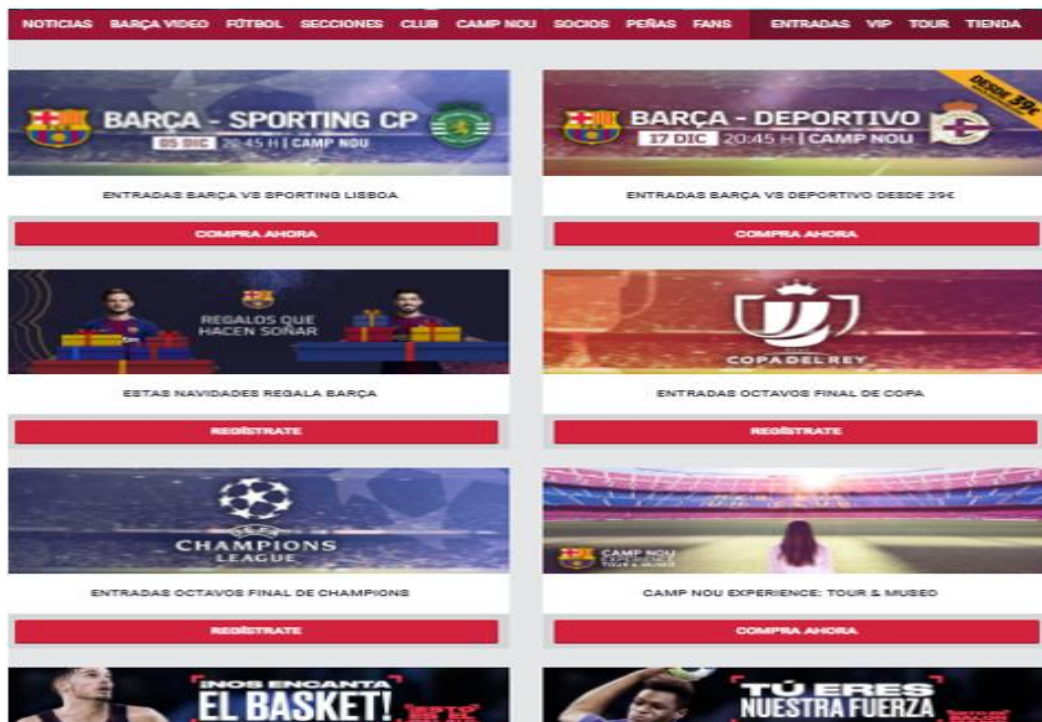 NOTICIAS BARÇA VIDEO FÚTBOL SECCIONES CLUB CAMP NOU SOCIOS PEÑAS FANS ENTRADAS VIP TOUR TIENDA
BARÇA - SPORTING CP
05 DIC 20:45 H | CAMP NOU
ENTRADAS BARÇA VS SPORTING LISBOA
COMPRA AHORA
DESDE 39€
BARÇA - DEPORTIVO
17 DIC 20:45 H | CAMP NOU
ENTRADAS BARÇA VS DEPORTIVO DESDE 39€
COMPRA AHORA
REGALOS QUE
HACEN SOÑAR
ESTAS NAVIDADES REGALA BARÇA
REGÍSTRATE
COPA DEL REY
ENTRADAS OCTAVOS FINAL DE COPA
REGÍSTRATE
UEFA
CHAMPIONS
LEAGUE
ENTRADAS OCTAVOS FINAL DE CHAMPIONS
REGÍSTRATE
CAMP NOU
EXPERIENCE
TOUR & MUSEO
CAMP NOU EXPERIENCE: TOUR & MUSEO
COMPRA AHORA
¡NOS ENCANTA
EL BASKET!
TÚ ERES
NUESTRA FUERZA